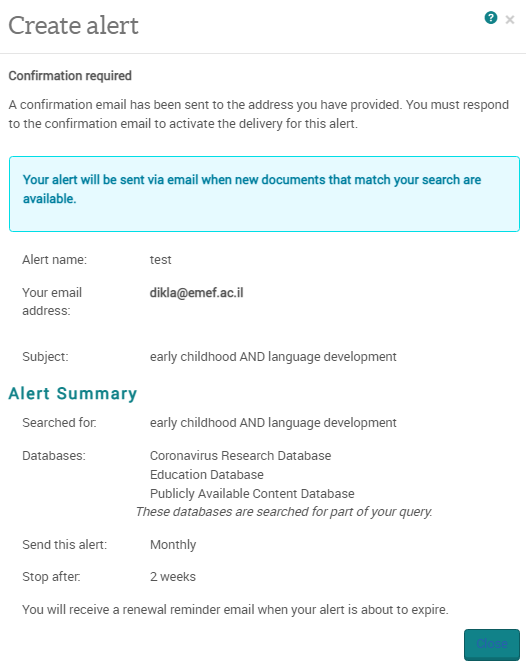 Create alert
?
×
Confirmation required
A confirmation email has been sent to the address you have provided. You must respond
to the confirmation email to activate the delivery for this alert.
Your alert will be sent via email when new documents that match your search are
available.
Alert name: test
Your email dikla@emef.ac.il
address:
Subject: early childhood AND language development
Alert Summary
Searched for: early childhood AND language development
Databases: Coronavirus Research Database
Education Database
Publicly Available Content Database
These databases are searched for part of your query.
Send this alert: Monthly
Stop after: 2 weeks
You will receive a renewal reminder email when your alert is about to expire.
Close